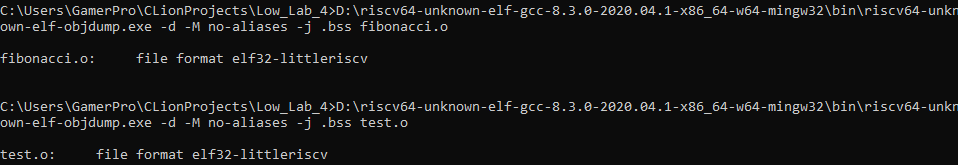 C:\Users\GamerPro\CLionProjects\Low_Lab_4>D:\riscv64-unknown-elf-gcc-8.3.0-2020.04.1-x86_64-w64-mingw32\bin\riscv64-unkn
own-elf-objdump.exe -d -M no-aliases -j .bss fibonacci.o
fibonacci.o:     file format elf32-littleriscv
C:\Users\GamerPro\CLionProjects\Low_Lab_4>D:\riscv64-unknown-elf-gcc-8.3.0-2020.04.1-x86_64-w64-mingw32\bin\riscv64-unkn
own-elf-objdump.exe -d -M no-aliases -j .bss test.o
test.o:     file format elf32-littleriscv